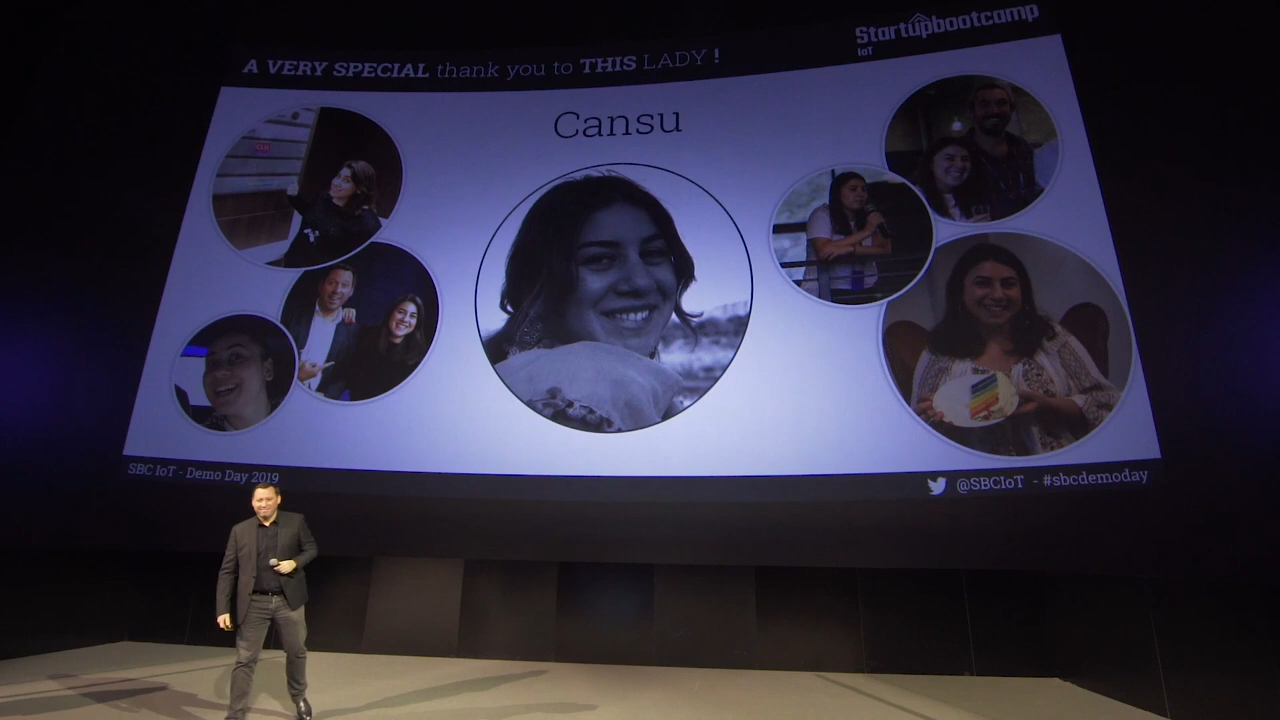 Startupbootcamp
IoT
A VERY SPECIAL thank you to THIS LADY !
Cansu
SBC IoT - Demo Day 2019
@SBCIoT - #sbcdemoday